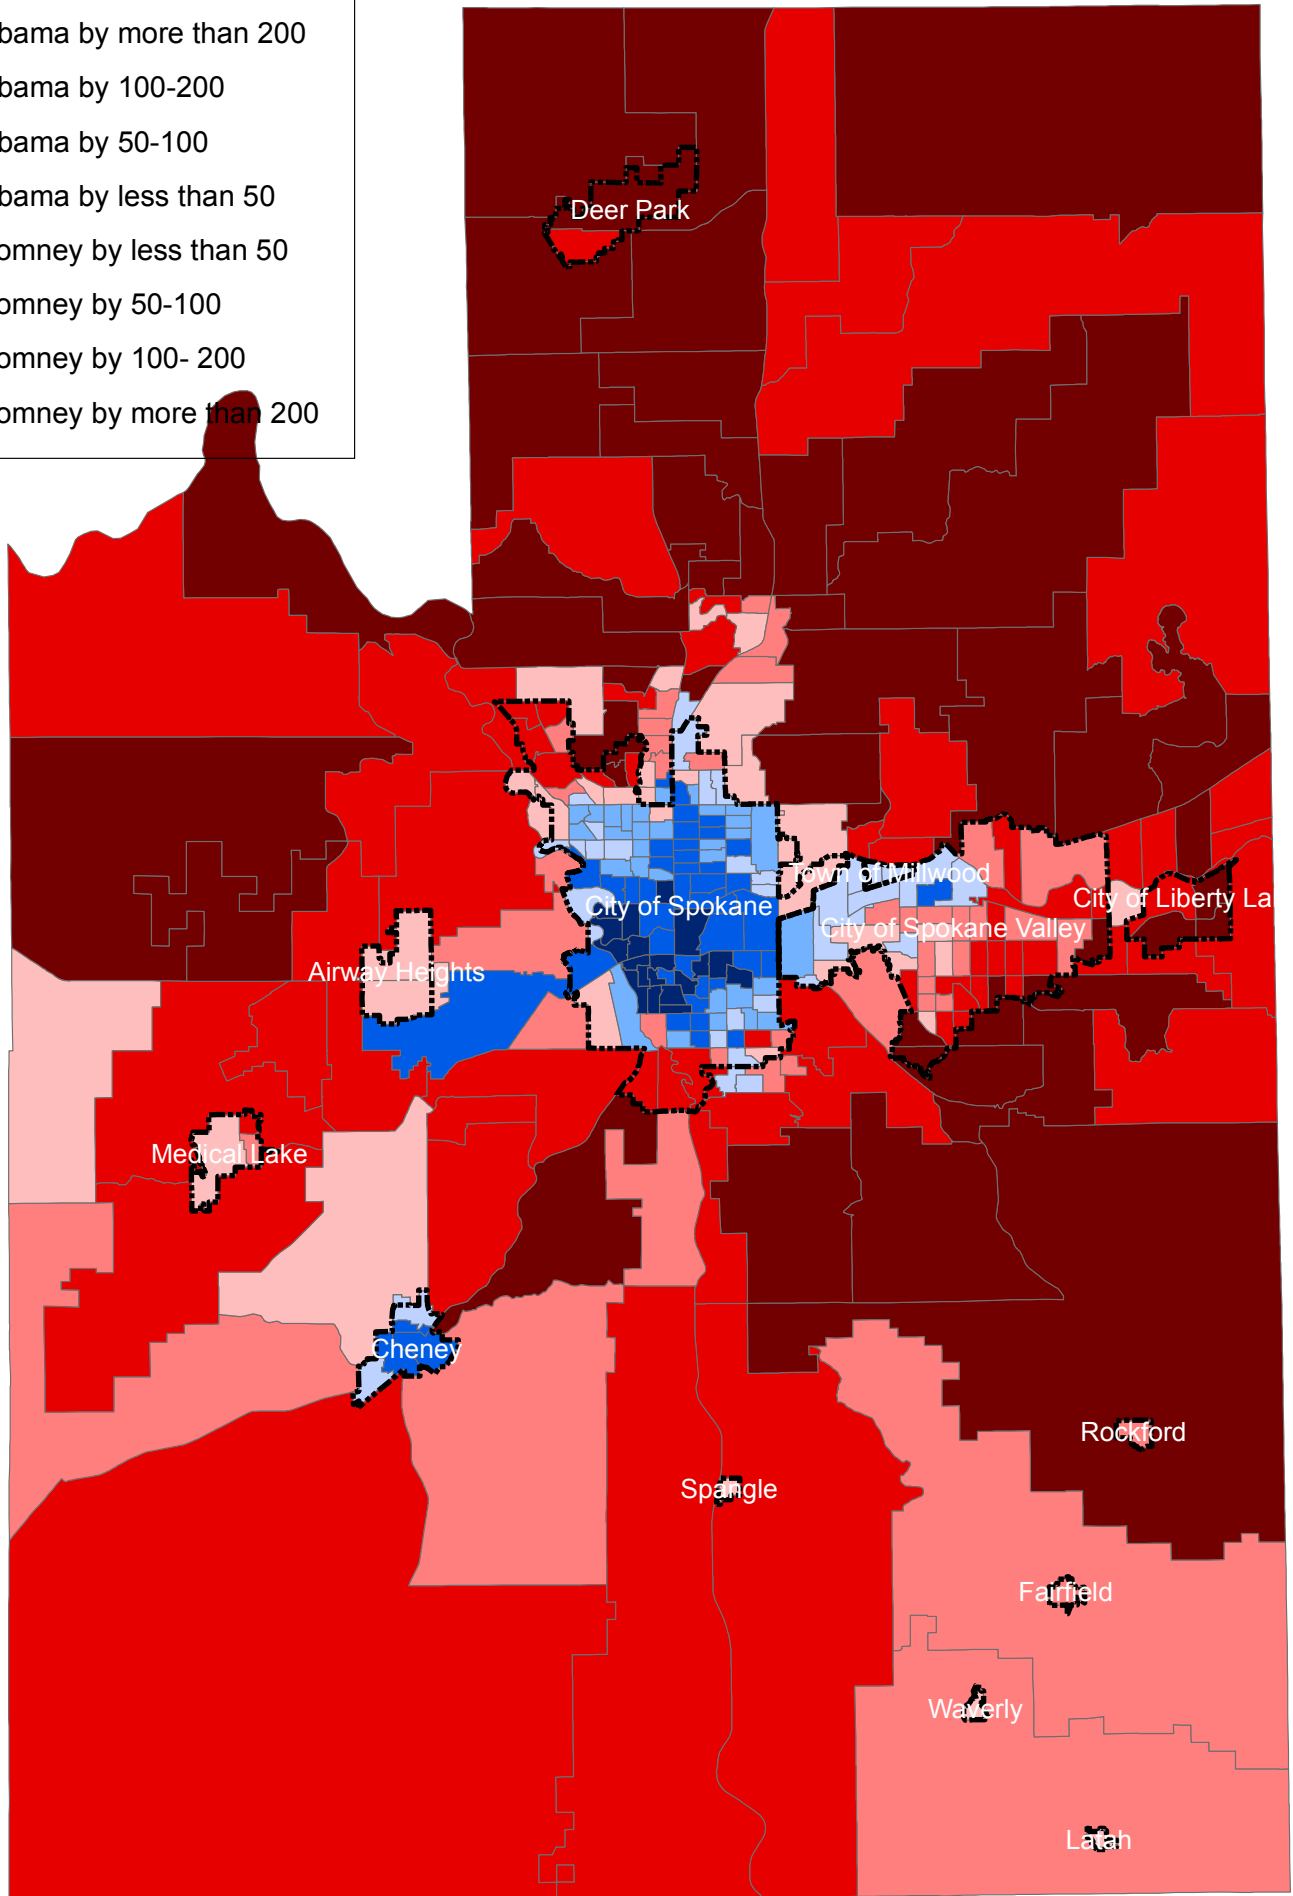 bama by more than 200
bama by 100-200
bama by 50-100
bama by less than 50
omney by less than 50
omney by 50-100
omney by 100- 200
omney by more than 200
Deer Park
Town of Millwood
City of Liberty La
City of Spokane
City of Spokane Valley
Airway Heights
Medical Lake
Cheney
Rockford
Spangle
Fairfield
Waverly
Latah